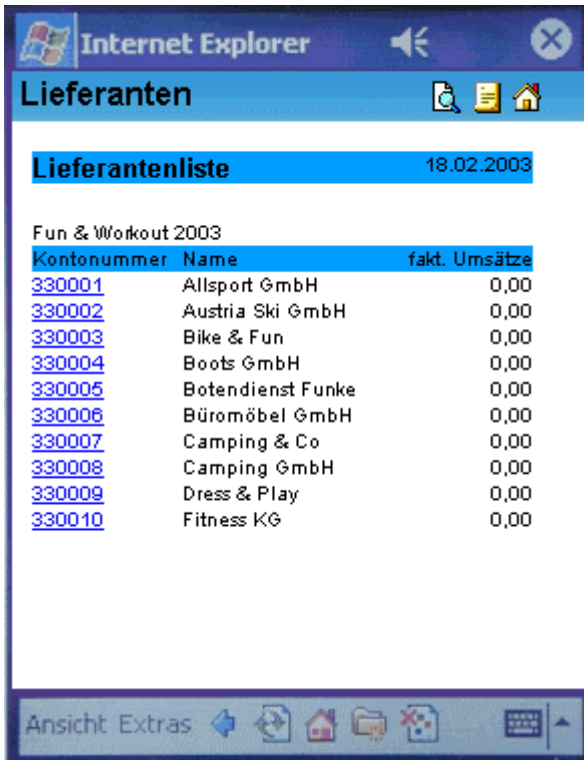 Internet Explorer
Lieferanten
Lieferantenliste 18.02.2003
Fun & Workout 2003
Kontonummer Name fakt. Umsätze
330001 Allsport GmbH 0,00
330002 Austria Ski GmbH 0,00
330003 Bike & Fun 0,00
330004 Boots GmbH 0,00
330005 Botendienst Funke 0,00
330006 Büromöbel GmbH 0,00
330007 Camping & Co 0,00
330008 Camping GmbH 0,00
330009 Dress & Play 0,00
330010 Fitness KG 0,00
Ansicht Extras